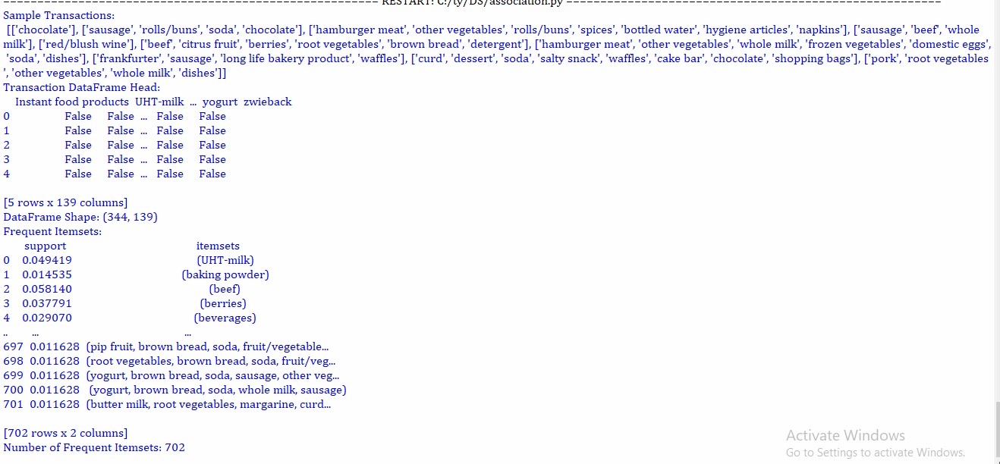 RESTART: C:/ty/DS/association.py
Sample Transactions:
[['chocolate'], ['sausage', 'rolls/buns', 'soda', 'chocolate'], ['hamburger meat', 'other vegetables', 'rolls/buns', 'spices', 'bottled water', 'hygiene articles', 'napkins'], ['sausage', 'beef', 'whole
milk'], ['red/blush wine'], ['beef', 'citrus fruit', 'berries', 'root vegetables', 'brown bread', 'detergent'], ['hamburger meat', 'other vegetables', 'whole milk', 'frozen vegetables', 'domestic eggs',
'soda', 'dishes'], ['frankfurter', 'sausage', 'long life bakery product', 'waffles'], ['curd', 'dessert', 'soda', 'salty snack', 'waffles', 'cake bar', 'chocolate', 'shopping bags'], ['pork', 'root vegetables
', 'other vegetables', 'whole milk', 'dishes']]
Transaction DataFrame Head:
Instant food products  UHT-milk  ...  yogurt  zwieback
0  False  False  ...  False  False
1  False  False  ...  False  False
2  False  False  ...  False  False
3  False  False  ...  False  False
4  False  False  ...  False  False
[5 rows x 139 columns]
DataFrame Shape: (344, 139)
Frequent Itemsets:
support  itemsets
0  0.049419  (UHT-milk)
1  0.014535  (baking powder)
2  0.058140  (beef)
3  0.037791  (berries)
4  0.029070  (beverages)
..  ...  ...
697  0.011628  (pip fruit, brown bread, soda, fruit/vegetable...
698  0.011628  (root vegetables, brown bread, soda, fruit/veg...
699  0.011628  (yogurt, brown bread, soda, sausage, other veg...
700  0.011628  (yogurt, brown bread, soda, whole milk, sausage)
701  0.011628  (butter milk, root vegetables, margarine, curd...
[702 rows x 2 columns]
Number of Frequent Itemsets: 702
Activate Windows
Go to Settings to activate Windows.